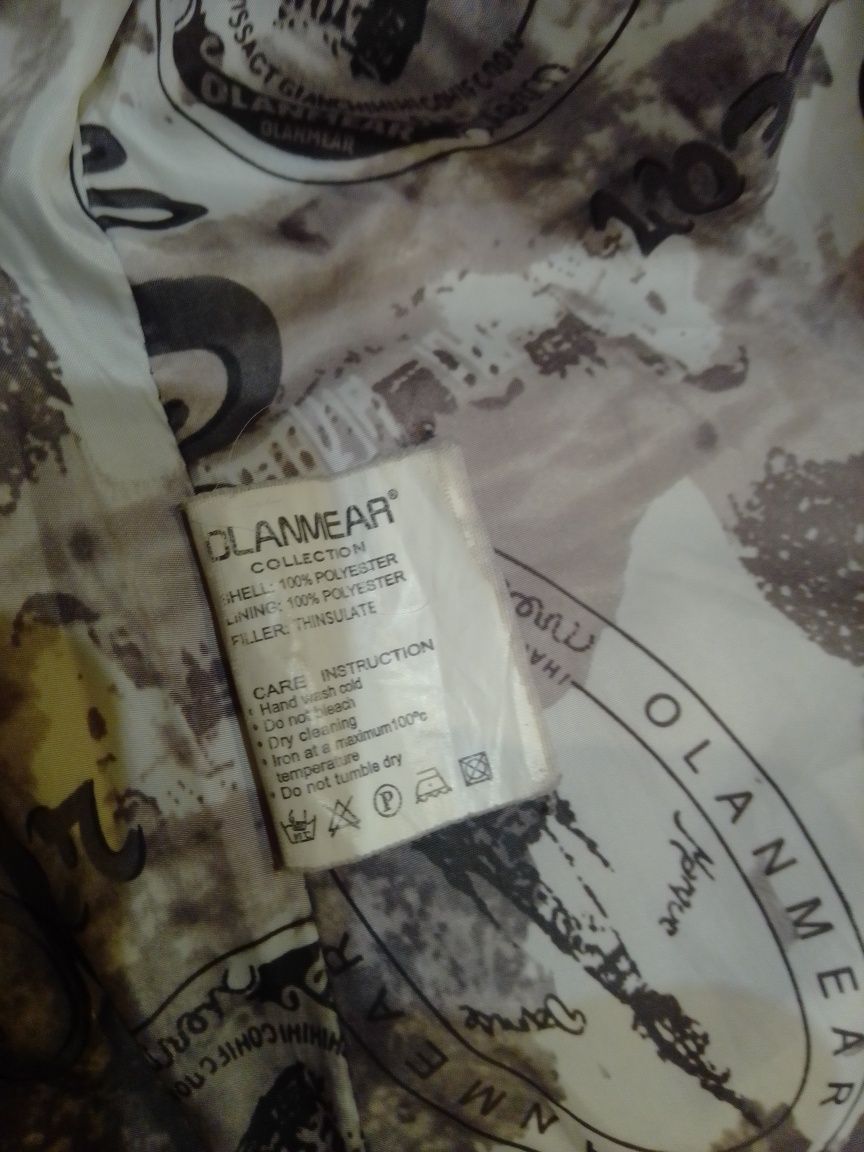 OLANMEAR
OLANMEAR
OLANMEAR®
COLLECTION
SHELL: 100% POLYESTER
LINING: 100% POLYESTER
FILLER: THINSULATE
CARE INSTRUCTION
• Hand wash cold
• Do not bleach
• Dry cleaning
• Iron at a maximum100°c
temperature
• Do not tumble dry
P
OLANMEAR
NMEAR